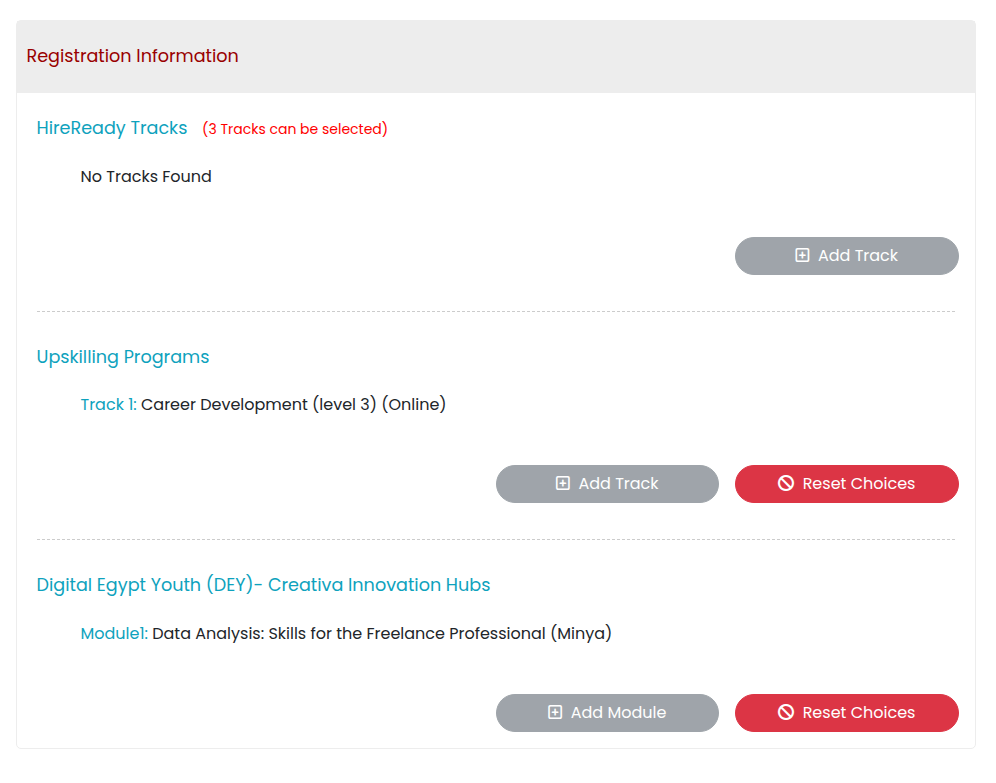 Registration Information
HireReady Tracks (3 Tracks can be selected)
No Tracks Found
Add Track
Upskilling Programs
Track 1: Career Development (level 3) (Online)
Add Track Reset Choices
Digital Egypt Youth (DEY)- Creativa Innovation Hubs
Module1: Data Analysis: Skills for the Freelance Professional (Minya)
Add Module Reset Choices